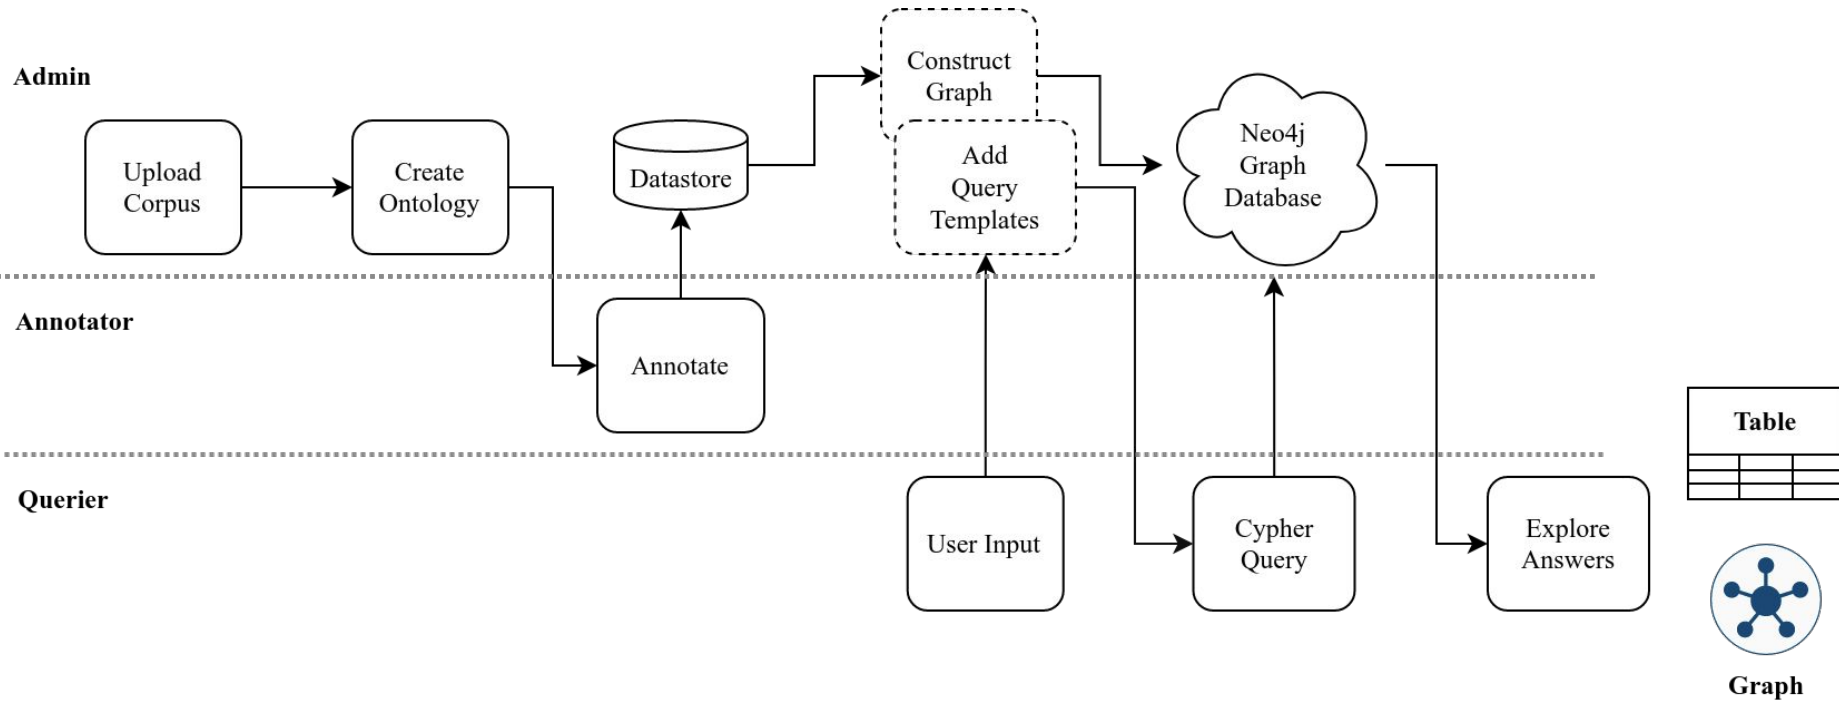 Admin
Upload
Corpus
Create
Ontology
Datastore
Construct
Graph
Add
Query
Templates
Neo4j
Graph
Database
Annotator
Annotate
Querier
User Input
Cypher
Query
Explore
Answers
Table
Graph